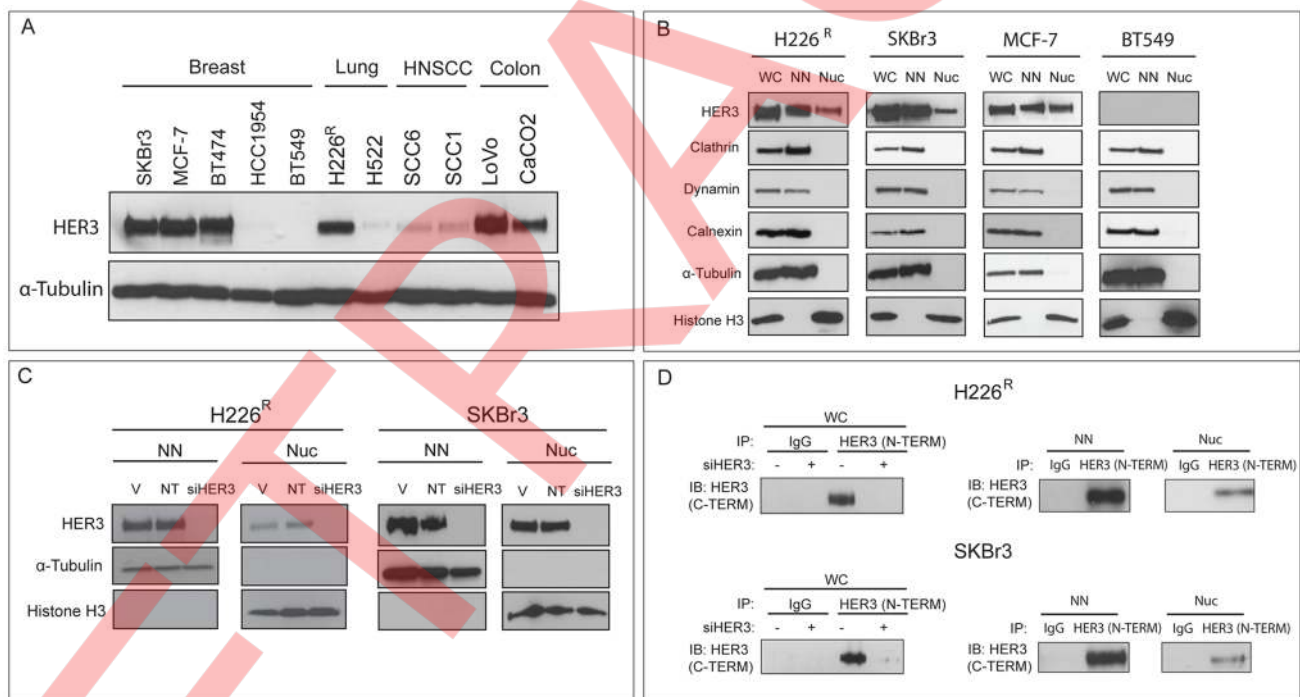 A
Breast Lung HNSCC Colon
SKBr3 MCF-7 BT474 HCC1954 BT549 H226R H522 SCC6 SCC1 LoVo CaCO2
HER3
α-Tubulin
B
H226 R SKBr3 MCF-7 BT549
WC NN Nuc WC NN Nuc WC NN Nuc WC NN Nuc
HER3
Clathrin
Dynamin
Calnexin
α-Tubulin
Histone H3
C
H226R SKBr3
NN Nuc NN Nuc
V NT siHER3 V NT siHER3 V NT siHER3 V NT siHER3
HER3
α-Tubulin
Histone H3
D
H226R
WC
IP: IgG HER3 (N-TERM)
siHER3: - + - +
IB: HER3
(C-TERM)
NN Nuc
IP: IgG HER3 (N-TERM) IgG HER3 (N-TERM)
IB: HER3
(C-TERM)
SKBr3
WC
IP: IgG HER3 (N-TERM)
siHER3: - + - +
IB: HER3
(C-TERM)
NN Nuc
IP: IgG HER3 (N-TERM) IgG HER3 (N-TERM)
IB: HER3
(C-TERM)